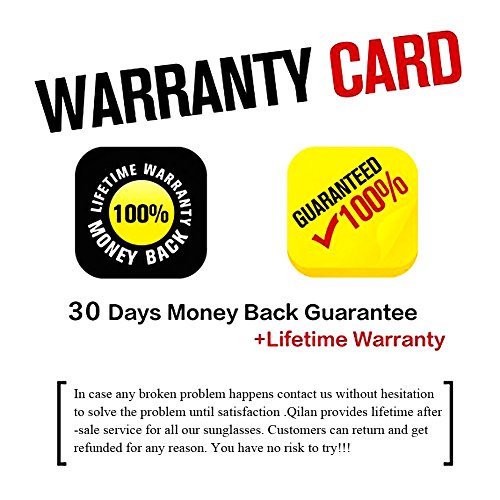 WARRANTY CARD
LIFETIME WARRANTY
100%
MONEY BACK
GUARANTEED
100%
30 Days Money Back Guarantee
+Lifetime Warranty
In case any broken problem happens contact us without hesitation
to solve the problem until satisfaction .Qilan provides lifetime after
-sale service for all our sunglasses. Customers can return and get
refunded for any reason. You have no risk to try!!!